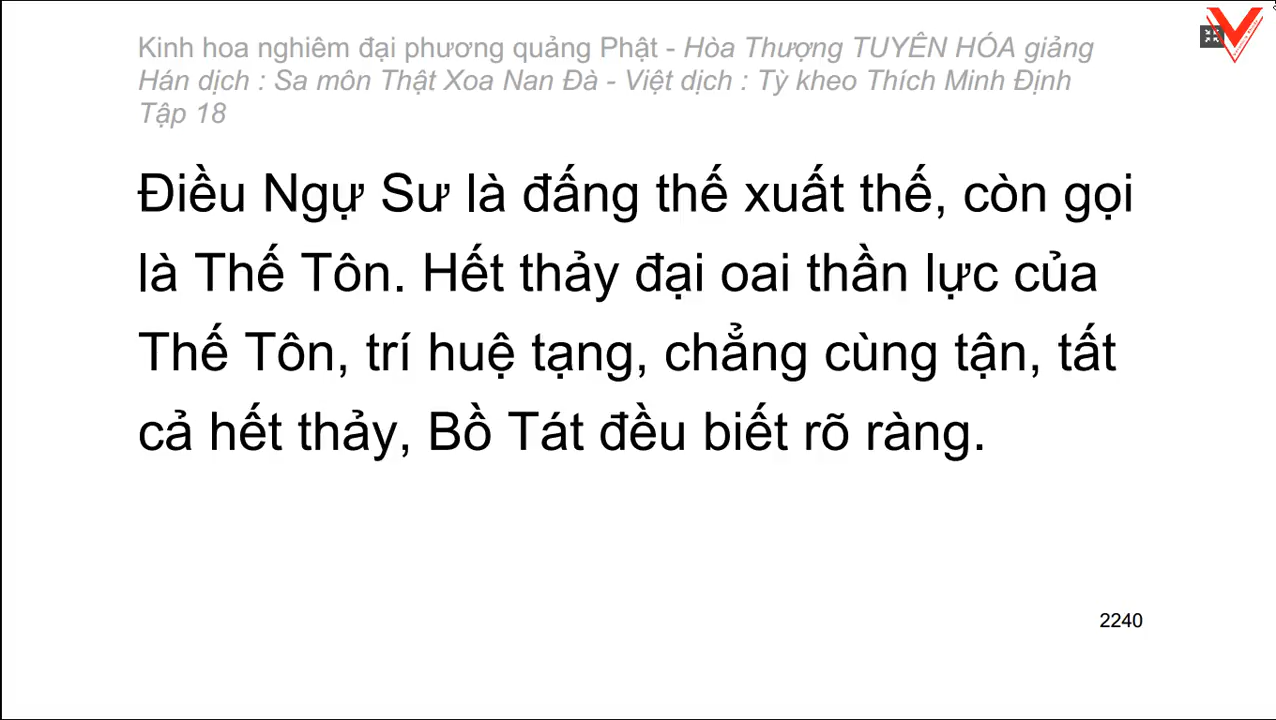 Kinh hoa nghiêm đại phương quảng Phật - Hòa Thượng TUYÊN HÓA giảng
Hán dịch : Sa môn Thật Xoa Nan Đà - Việt dịch : Tỳ kheo Thích Minh Định
Tập 18
Điều Ngự Sư là đấng thế xuất thế, còn gọi
là Thế Tôn. Hết thảy đại oai thần lực của
Thế Tôn, trí huệ tạng, chẳng cùng tận, tất
cả hết thảy, Bồ Tát đều biết rõ ràng.
2240